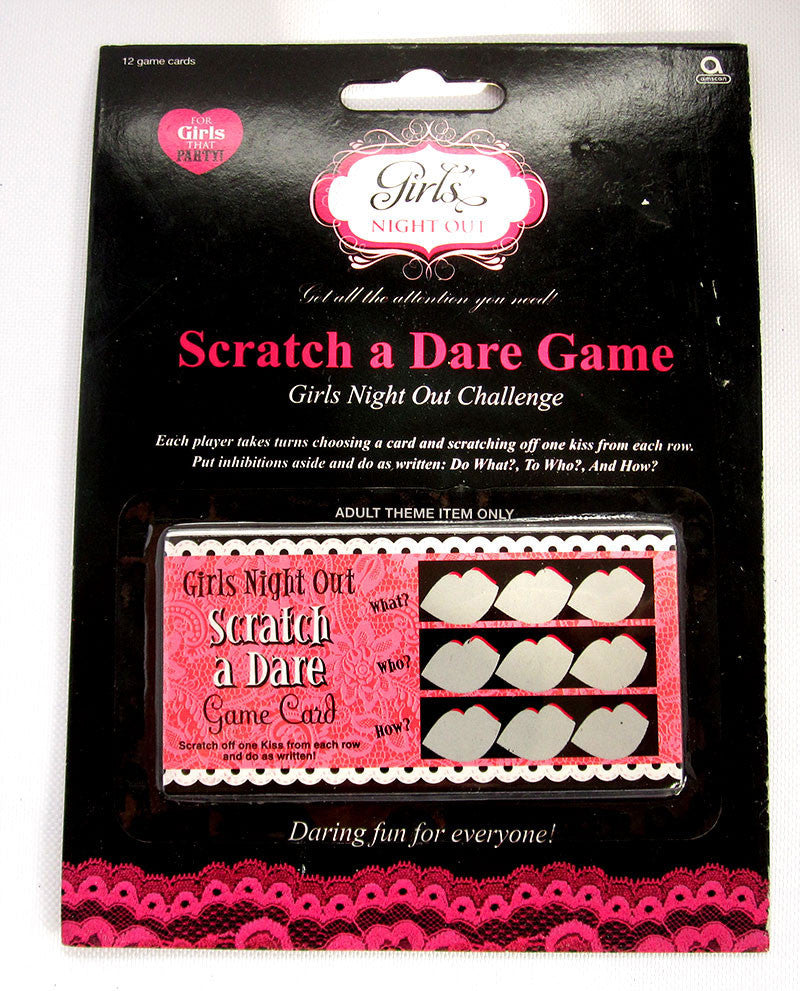 12 game cards
amscan
FOR
Girls
THAT
PARTY!
Girls'
NIGHT OUT
Get all the attention you need!
Scratch a Dare Game
Girls Night Out Challenge
Each player takes turns choosing a card and scratching off one kiss from each row.
Put inhibitions aside and do as written: Do What?, To Who?, And How?
ADULT THEME ITEM ONLY
Girls Night Out
Scratch
a Dare
Game Card
Scratch off one Kiss from each row
and do as written!
What?
Who?
How?
Daring fun for everyone!